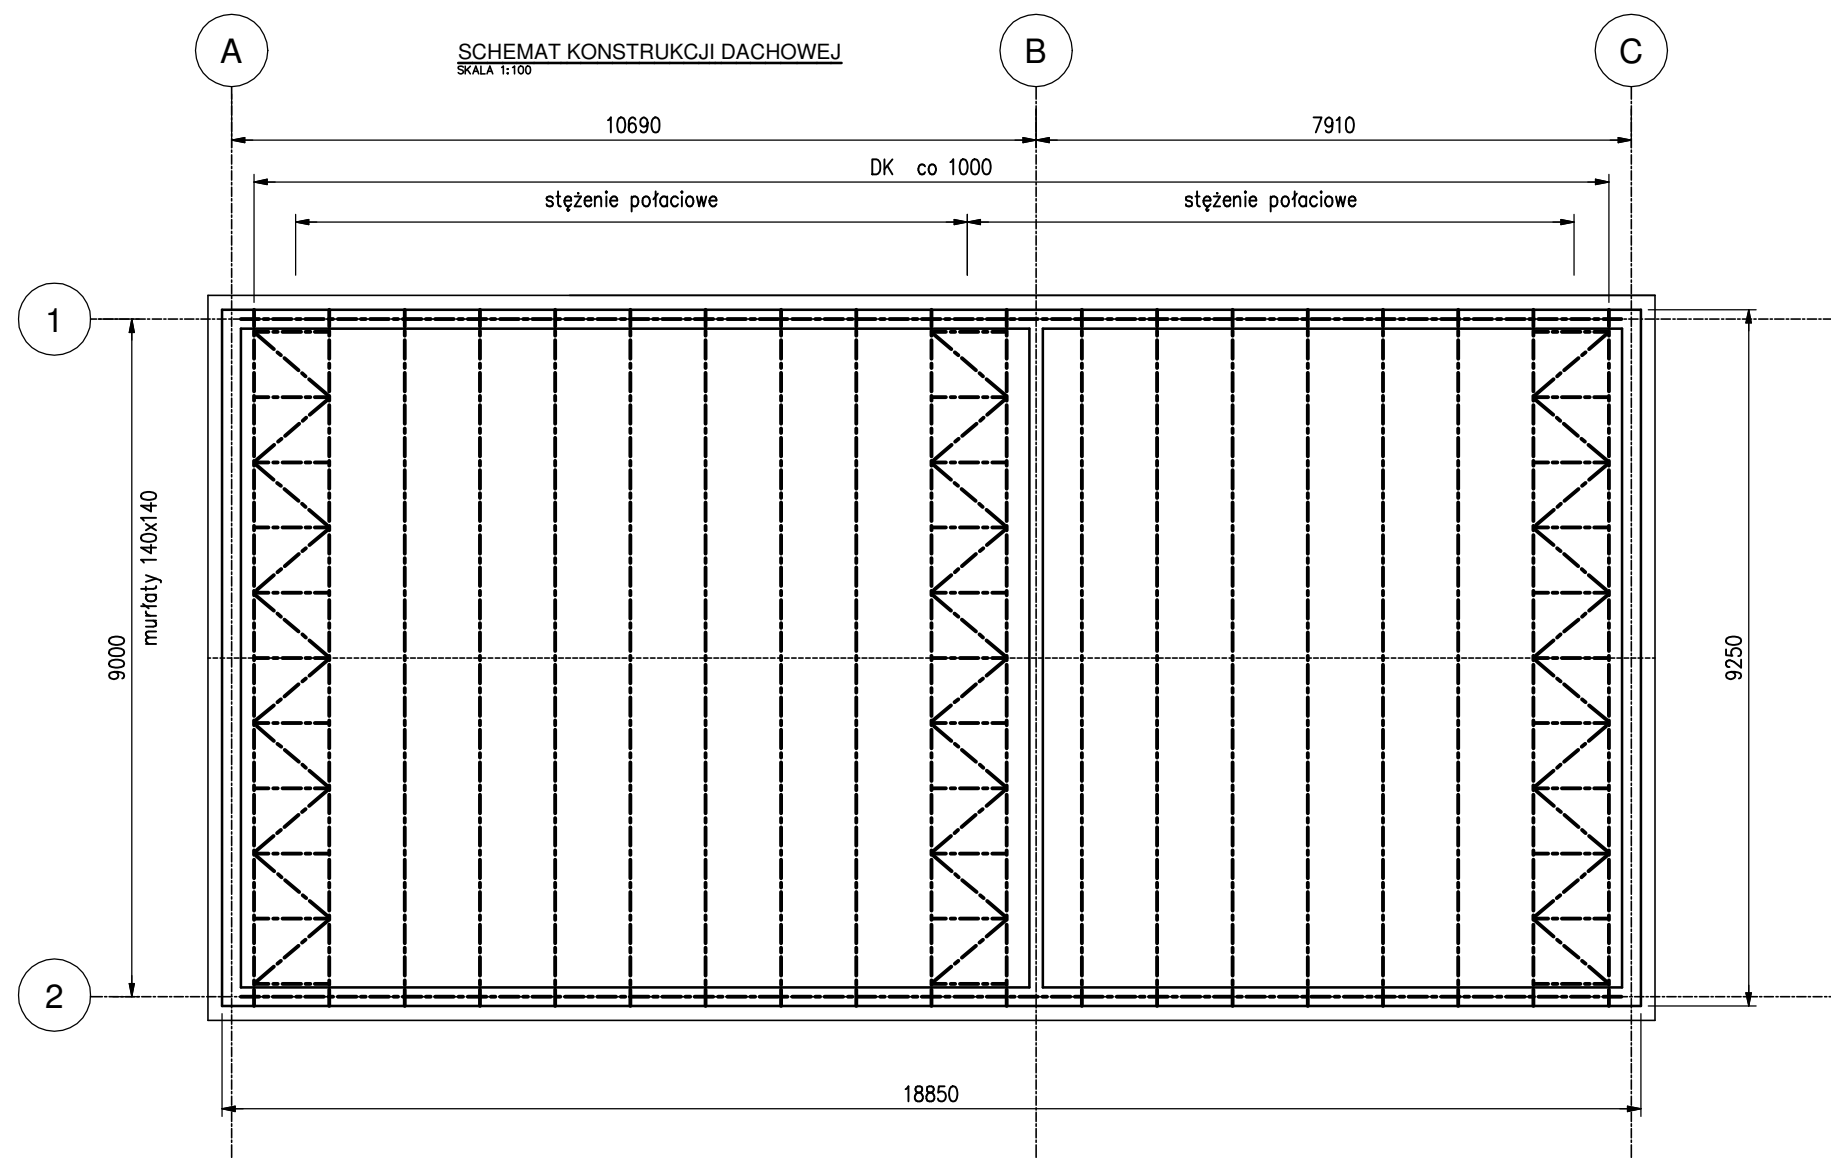 A
B
C
SCHEMAT KONSTRUKCJI DACHOWEJ
SKALA 1:100
10690
7910
DK co 1000
stężenie połaciowe
stężenie połaciowe
1
murłaty 140x140
9000
9250
2
18850